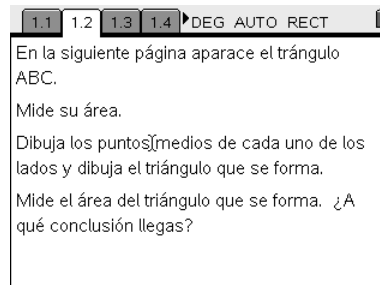 1.1 1.2 1.3 1.4 DEG AUTO RECT
En la siguiente página aparace el trángulo
ABC.
Mide su área.
Dibuja los puntos medios de cada uno de los
lados y dibuja el triángulo que se forma.
Mide el área del triángulo que se forma. ¿A
qué conclusión llegas?